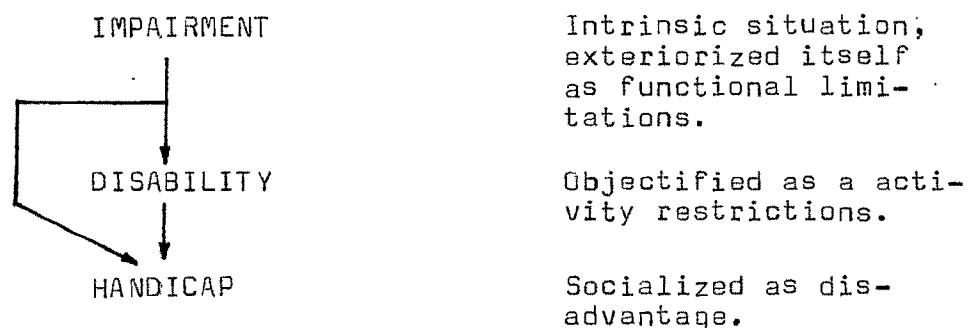 IMPAIRMENT
Intrinsic situation,
exteriorized itself
as functional limi-
tations.
DISABILITY
Objectified as a acti-
vity restrictions.
HANDICAP
Socialized as dis-
advantage.